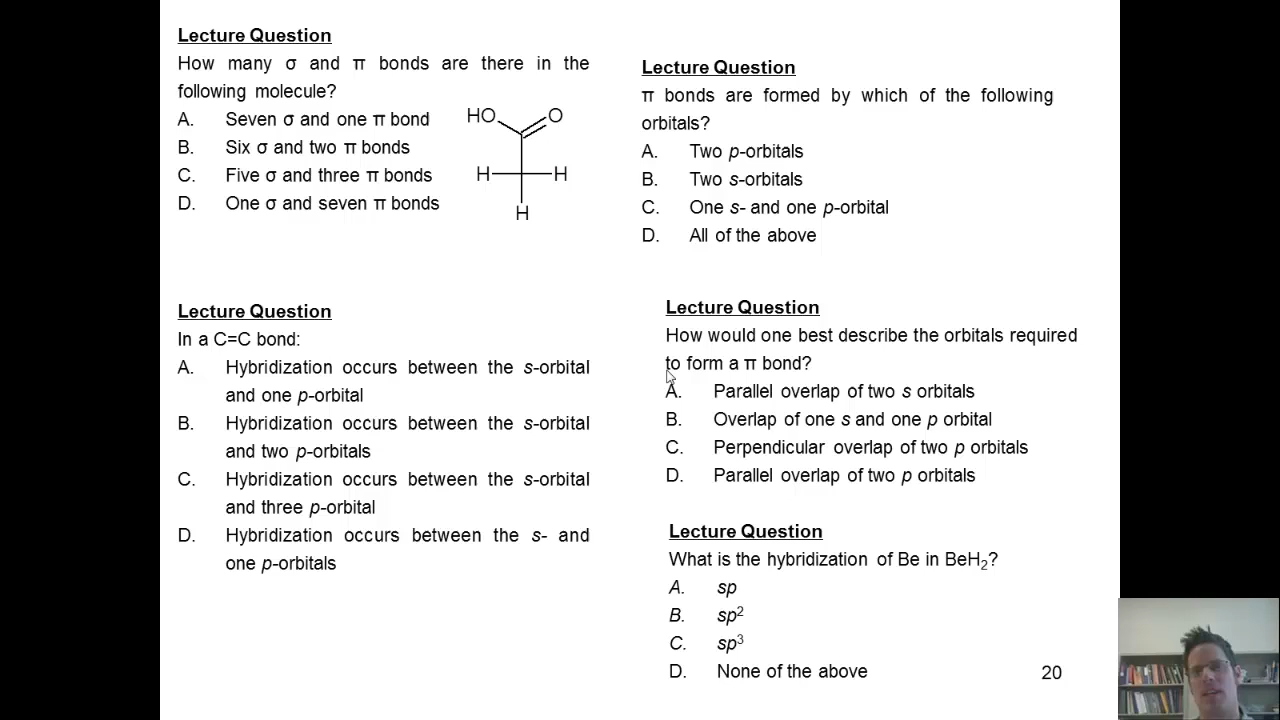 Lecture Question
How many σ and π bonds are there in the
following molecule?
A. Seven σ and one π bond
B. Six σ and two π bonds
C. Five σ and three π bonds
D. One σ and seven π bonds
HO O
H H
H
Lecture Question
In a C=C bond:
A. Hybridization occurs between the s-orbital
and one p-orbital
B. Hybridization occurs between the s-orbital
and two p-orbitals
C. Hybridization occurs between the s-orbital
and three p-orbital
D. Hybridization occurs between the s- and
one p-orbitals
Lecture Question
π bonds are formed by which of the following
orbitals?
A. Two p-orbitals
B. Two s-orbitals
C. One s- and one p-orbital
D. All of the above
Lecture Question
How would one best describe the orbitals required
to form a π bond?
A. Parallel overlap of two s orbitals
B. Overlap of one s and one p orbital
C. Perpendicular overlap of two p orbitals
D. Parallel overlap of two p orbitals
Lecture Question
What is the hybridization of Be in BeH₂?
A. sp
B. sp²
C. sp³
D. None of the above
20